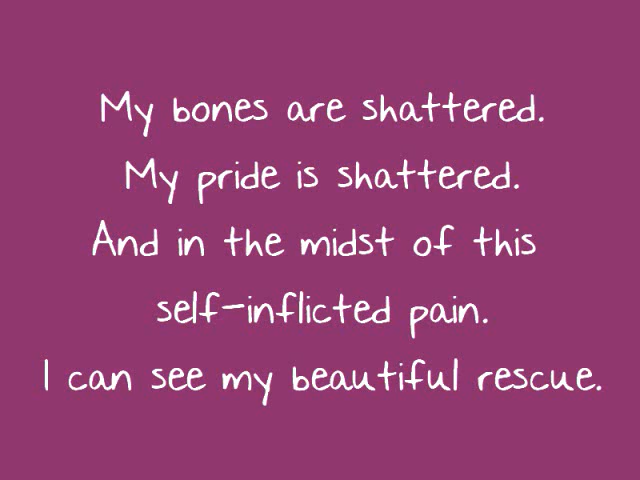 My bones are shattered.
My pride is shattered.
And in the midst of this
self-inflicted pain.
I can see my beautiful rescue.